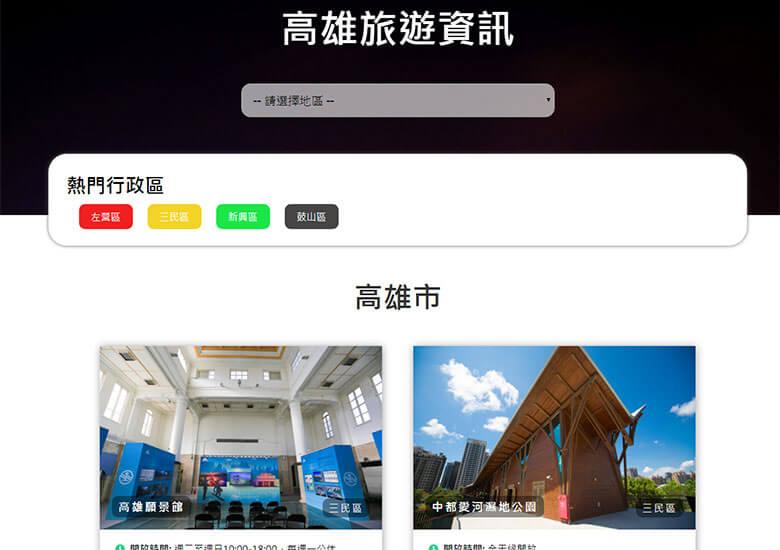 高雄旅遊資訊
-- 請選擇地區 --
熱門行政區
左營區 三民區 新興區 鼓山區
高雄市
高雄願景館 三民區
中都愛河濕地公園 三民區
開放時間: 週二至週日10:00-18:00，每週一公休
開放時間: 全天候開放